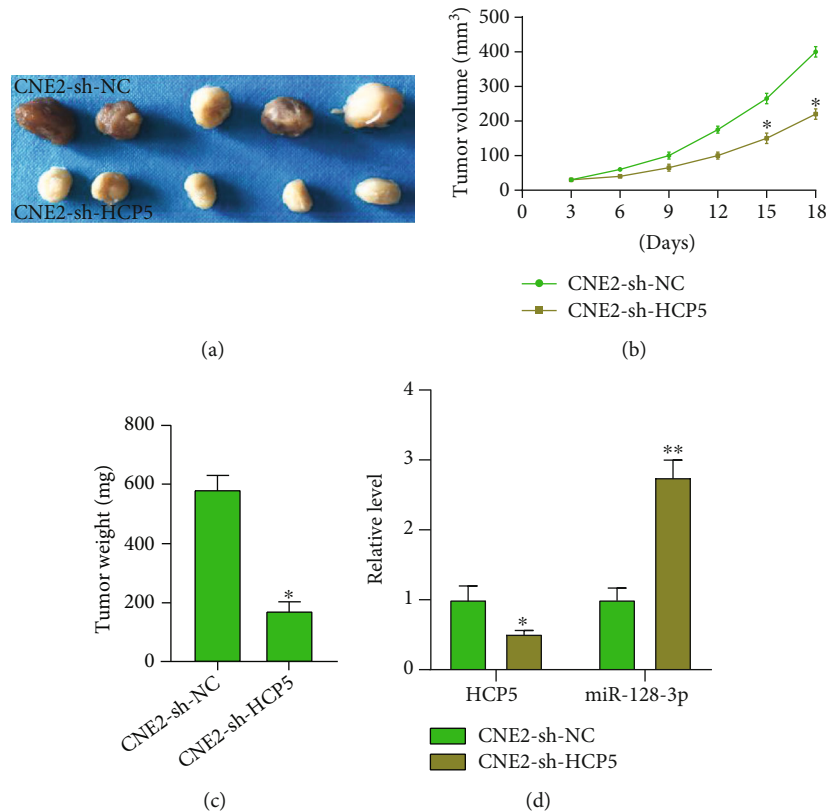 CNE2-sh-NC
CNE2-sh-HCP5
(a)
Tumor volume (mm³)
500
400
300
200
100
0
*
*
0 3 6 9 12 15 18
(Days)
CNE2-sh-NC
CNE2-sh-HCP5
(b)
Tumor weight (mg)
800
600
400
200
0
*
CNE2-sh-NC
CNE2-sh-HCP5
(c)
Relative level
4
3
2
1
0
*
**
HCP5 miR-128-3p
CNE2-sh-NC
CNE2-sh-HCP5
(d)